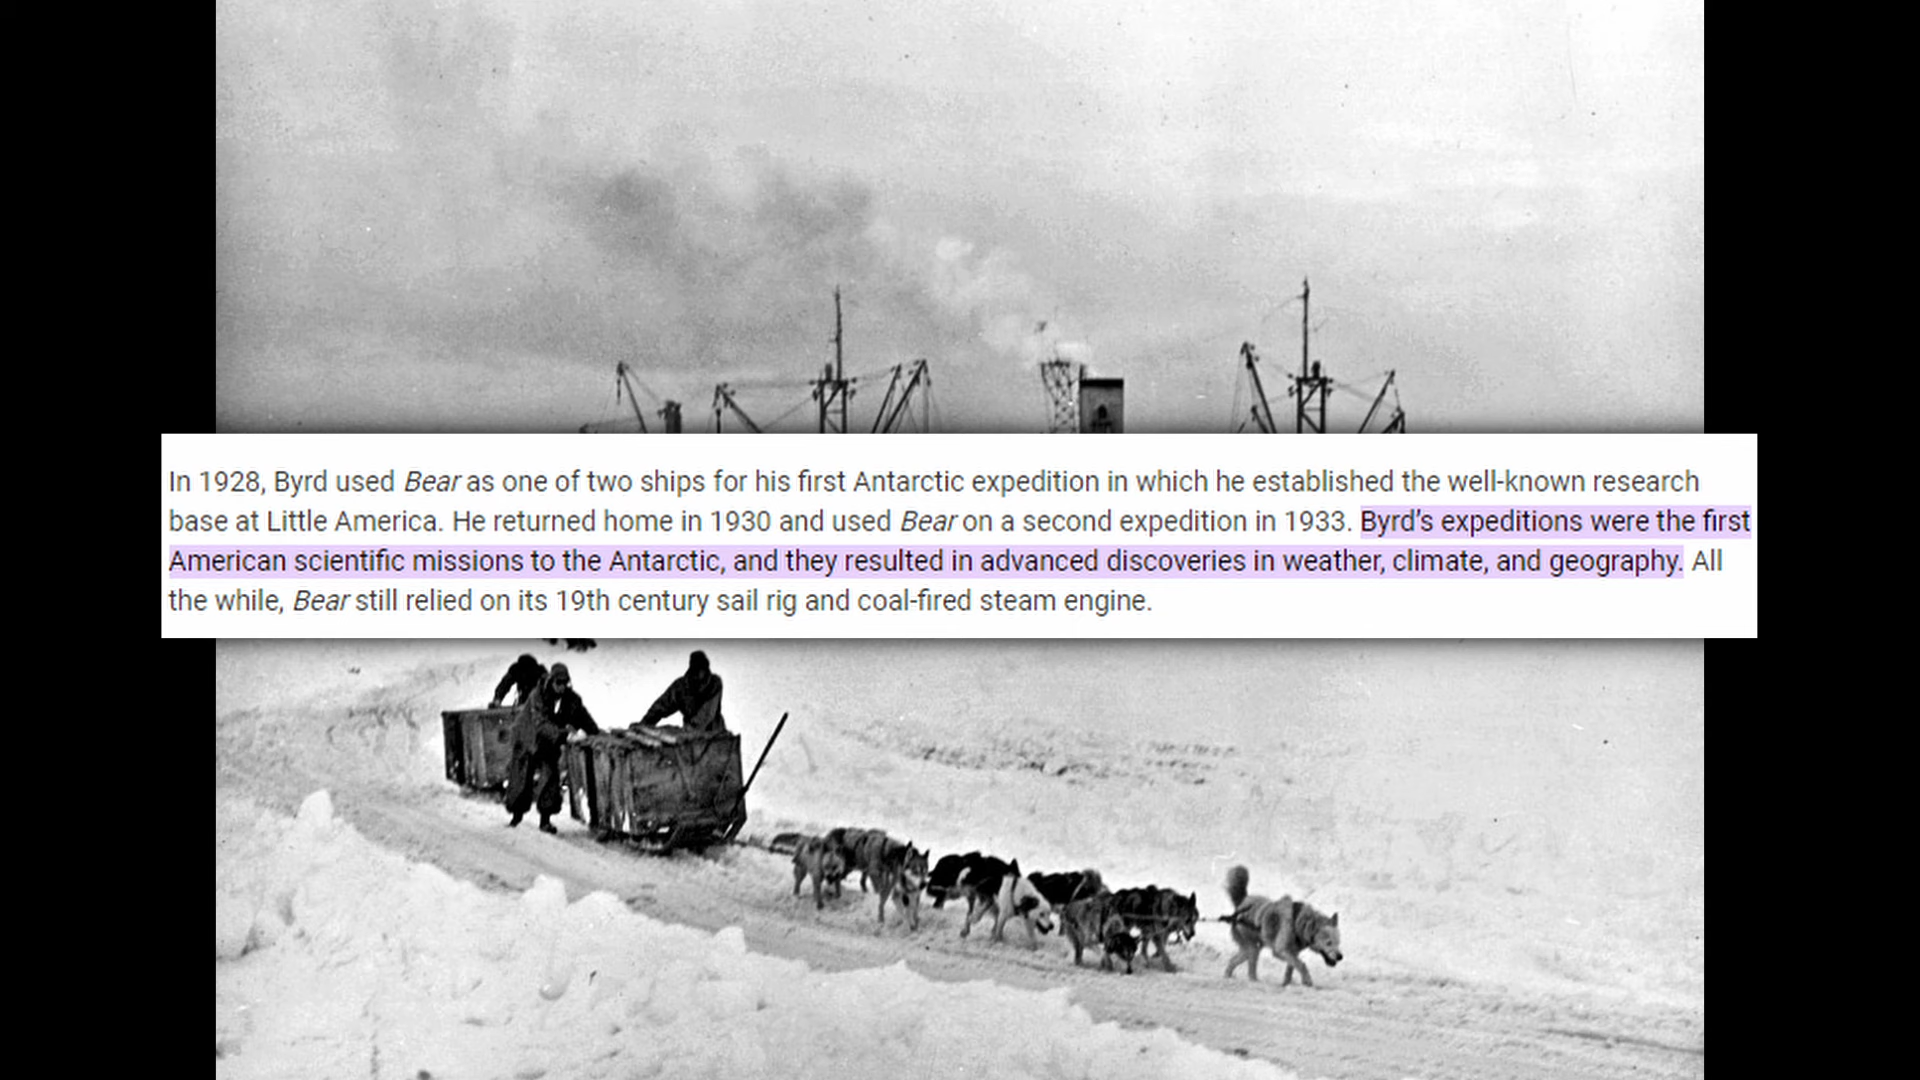 In 1928, Byrd used Bear as one of two ships for his first Antarctic expedition in which he established the well-known research
base at Little America. He returned home in 1930 and used Bear on a second expedition in 1933. Byrd’s expeditions were the first
American scientific missions to the Antarctic, and they resulted in advanced discoveries in weather, climate, and geography. All
the while, Bear still relied on its 19th century sail rig and coal-fired steam engine.